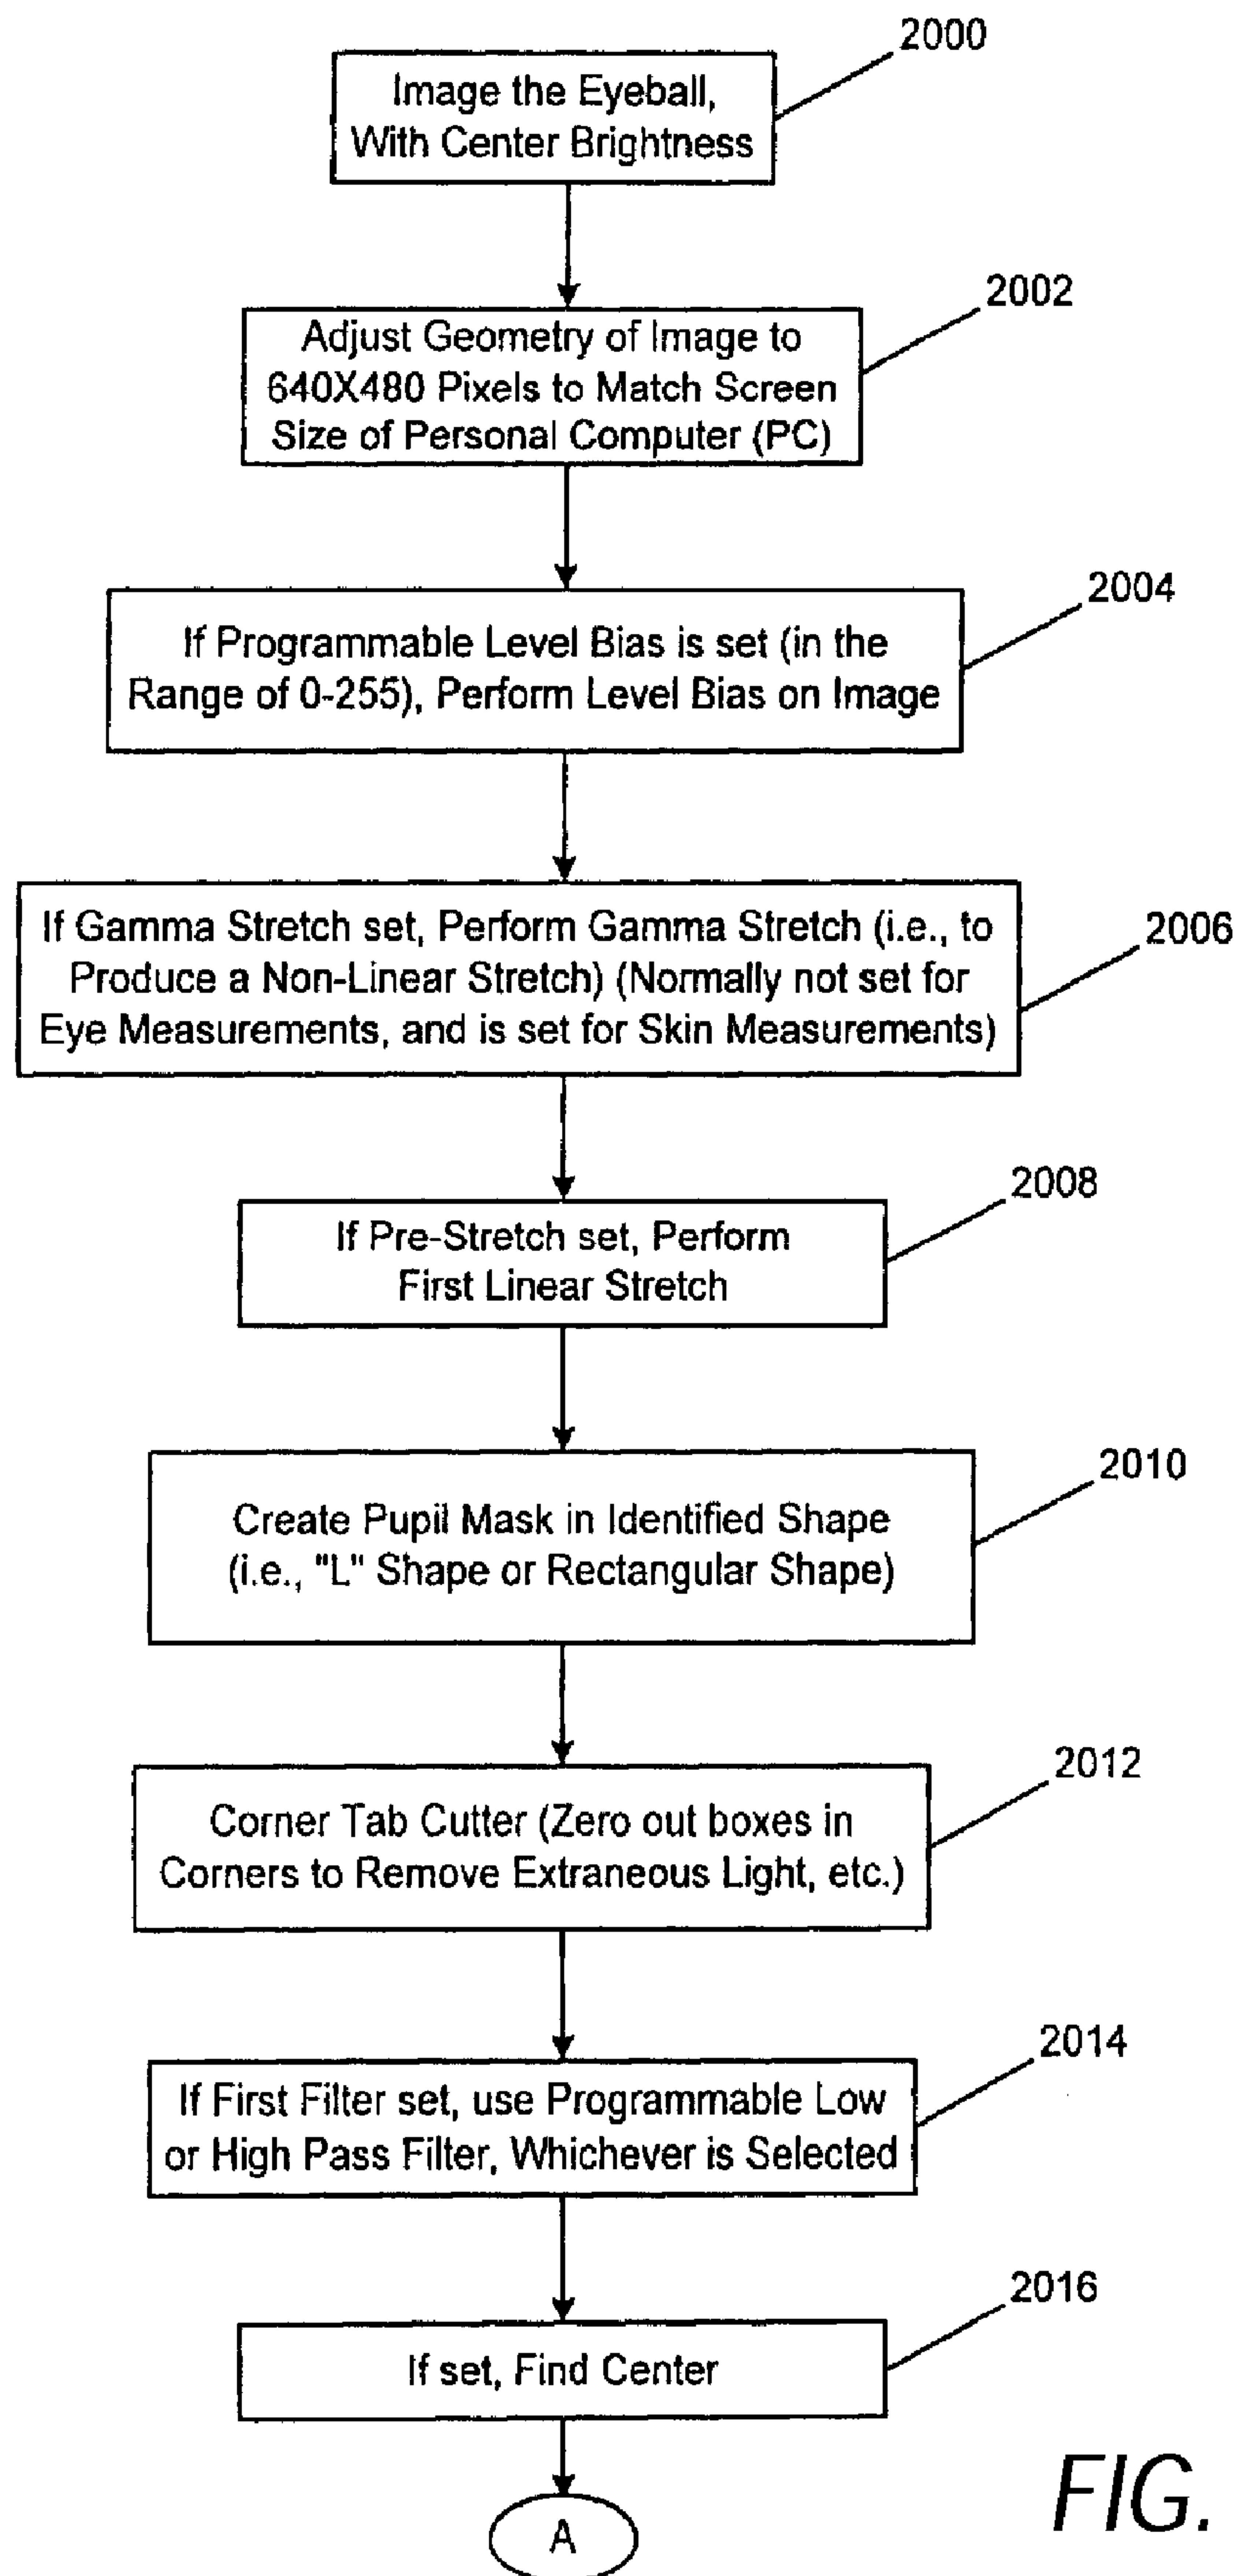 2000
Image the Eyeball,
With Center Brightness
2002
Adjust Geometry of Image to
640X480 Pixels to Match Screen
Size of Personal Computer (PC)
2004
If Programmable Level Bias is set (in the
Range of 0-255), Perform Level Bias on Image
2006
If Gamma Stretch set, Perform Gamma Stretch (i.e., to
Produce a Non-Linear Stretch) (Normally not set for
Eye Measurements, and is set for Skin Measurements)
2008
If Pre-Stretch set, Perform
First Linear Stretch
2010
Create Pupil Mask in Identified Shape
(i.e., "L" Shape or Rectangular Shape)
2012
Corner Tab Cutter (Zero out boxes in
Corners to Remove Extraneous Light, etc.)
2014
If First Filter set, use Programmable Low
or High Pass Filter, Whichever is Selected
2016
If set, Find Center
A
FIG.